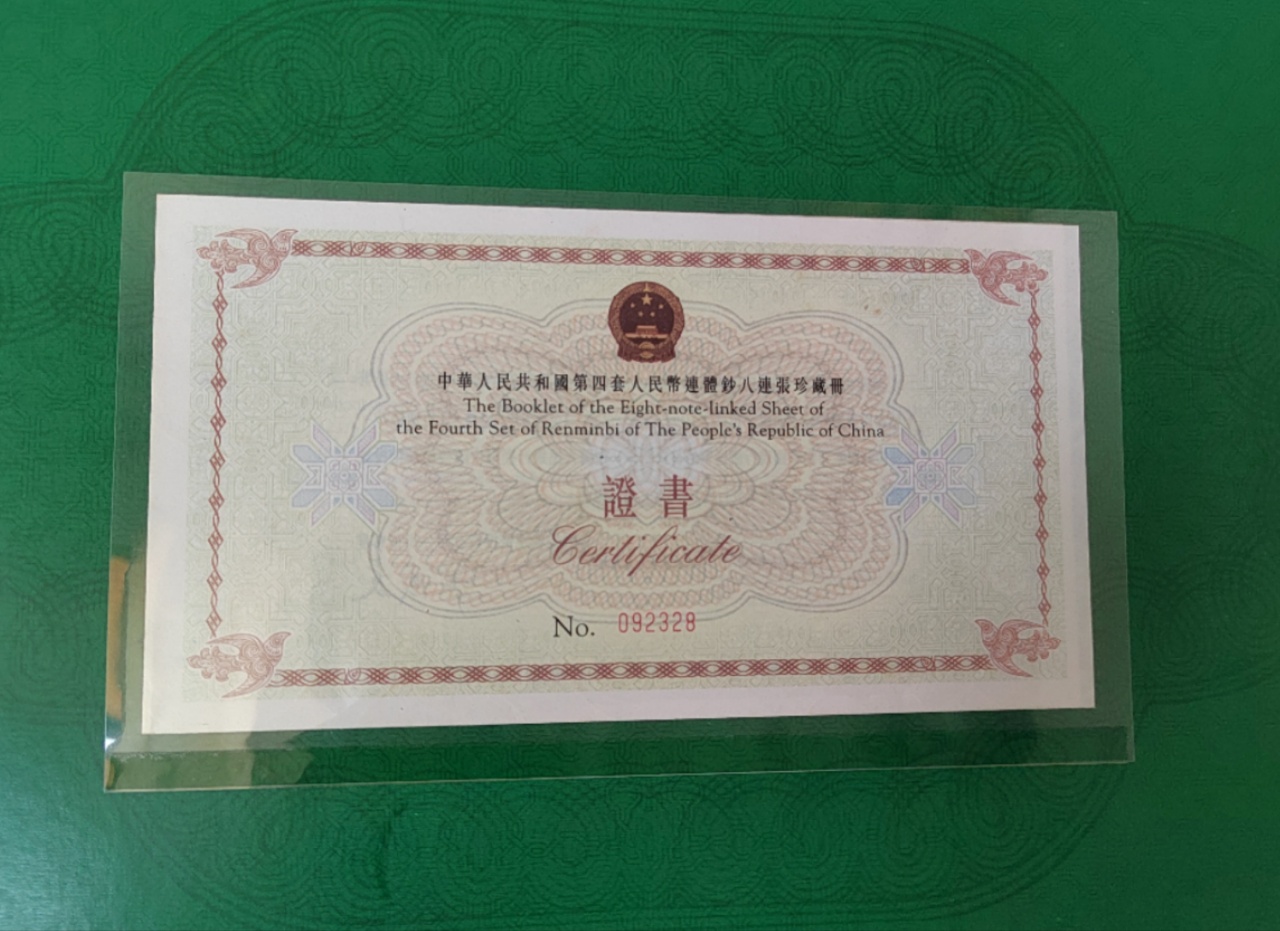 中華人民共和國第四套人民幣連體鈔八連張珍藏冊
The Booklet of the Eight-note-linked Sheet of
the Fourth Set of Renminbi of The People's Republic of China
證書
Certificate
No. 092328